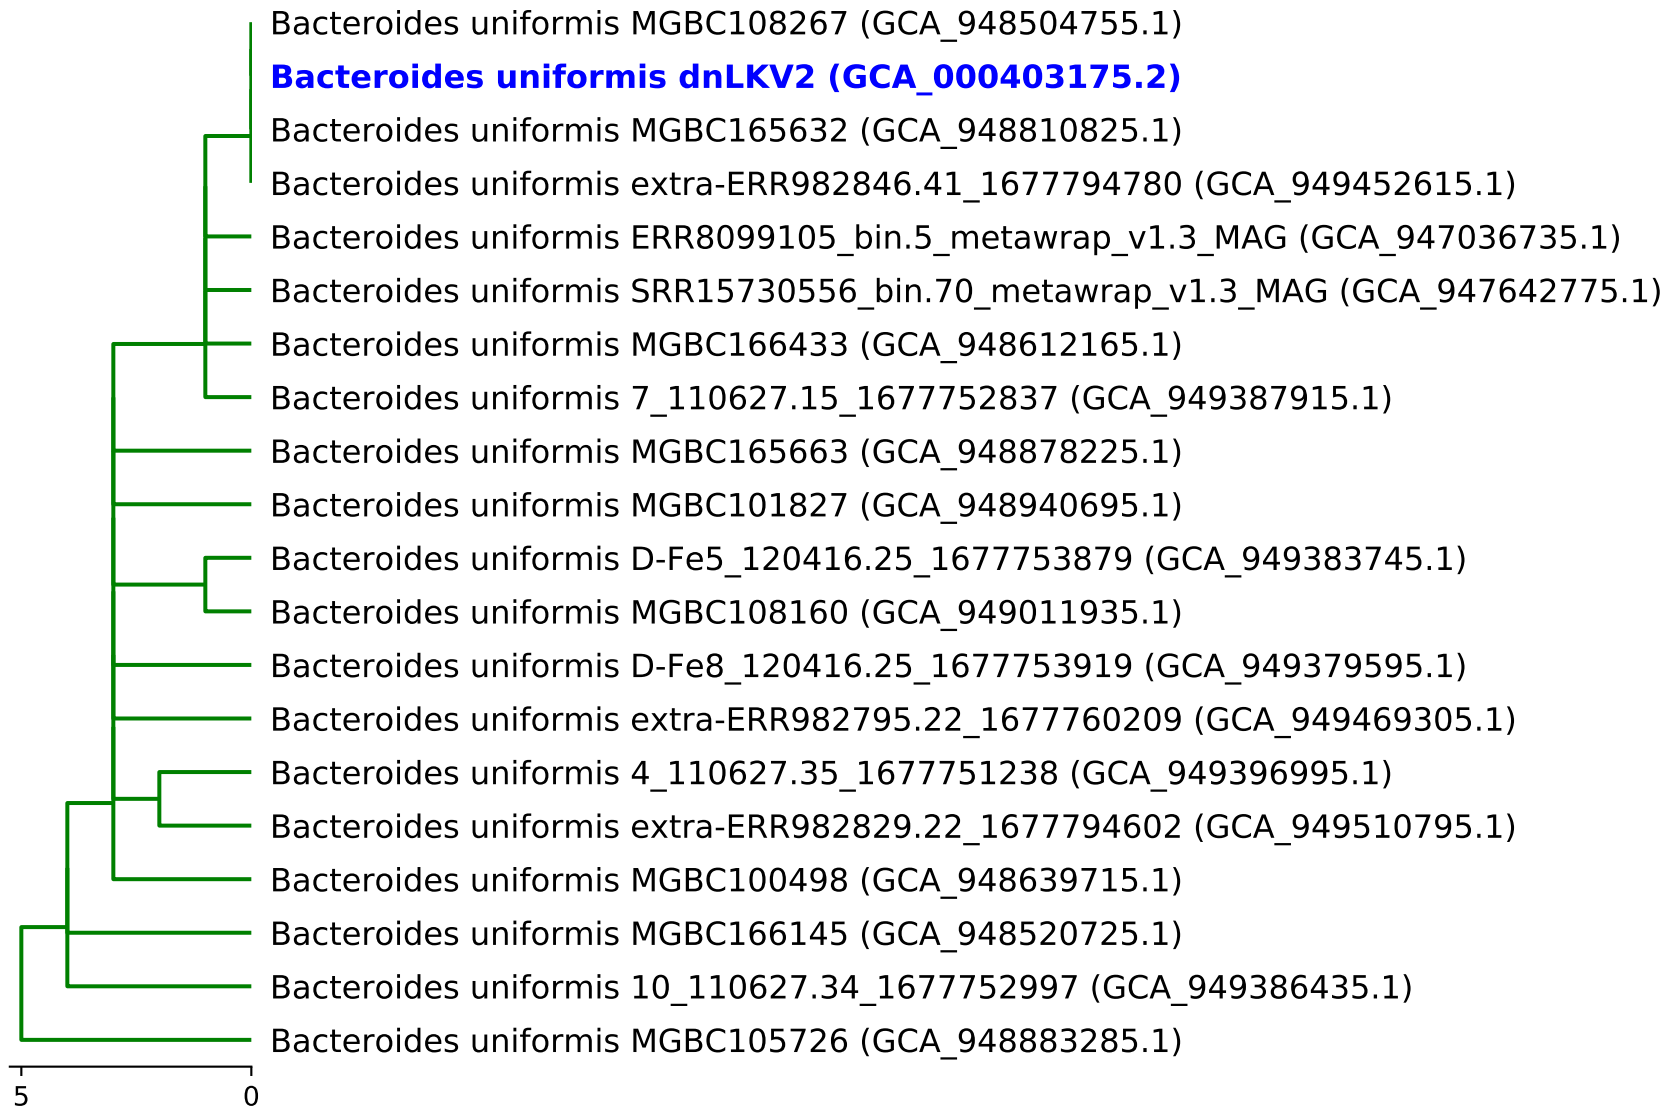 Bacteroides uniformis MGBC108267 (GCA_948504755.1)
Bacteroides uniformis dnLKV2 (GCA_000403175.2)
Bacteroides uniformis MGBC165632 (GCA_948810825.1)
Bacteroides uniformis extra-ERR982846.41_1677794780 (GCA_949452615.1)
Bacteroides uniformis ERR8099105_bin.5_metawrap_v1.3_MAG (GCA_947036735.1)
Bacteroides uniformis SRR15730556_bin.70_metawrap_v1.3_MAG (GCA_947642775.1)
Bacteroides uniformis MGBC166433 (GCA_948612165.1)
Bacteroides uniformis 7_110627.15_1677752837 (GCA_949387915.1)
Bacteroides uniformis MGBC165663 (GCA_948878225.1)
Bacteroides uniformis MGBC101827 (GCA_948940695.1)
Bacteroides uniformis D-Fe5_120416.25_1677753879 (GCA_949383745.1)
Bacteroides uniformis MGBC108160 (GCA_949011935.1)
Bacteroides uniformis D-Fe8_120416.25_1677753919 (GCA_949379595.1)
Bacteroides uniformis extra-ERR982795.22_1677760209 (GCA_949469305.1)
Bacteroides uniformis 4_110627.35_1677751238 (GCA_949396995.1)
Bacteroides uniformis extra-ERR982829.22_1677794602 (GCA_949510795.1)
Bacteroides uniformis MGBC100498 (GCA_948639715.1)
Bacteroides uniformis MGBC166145 (GCA_948520725.1)
Bacteroides uniformis 10_110627.34_1677752997 (GCA_949386435.1)
Bacteroides uniformis MGBC105726 (GCA_948883285.1)
5 0